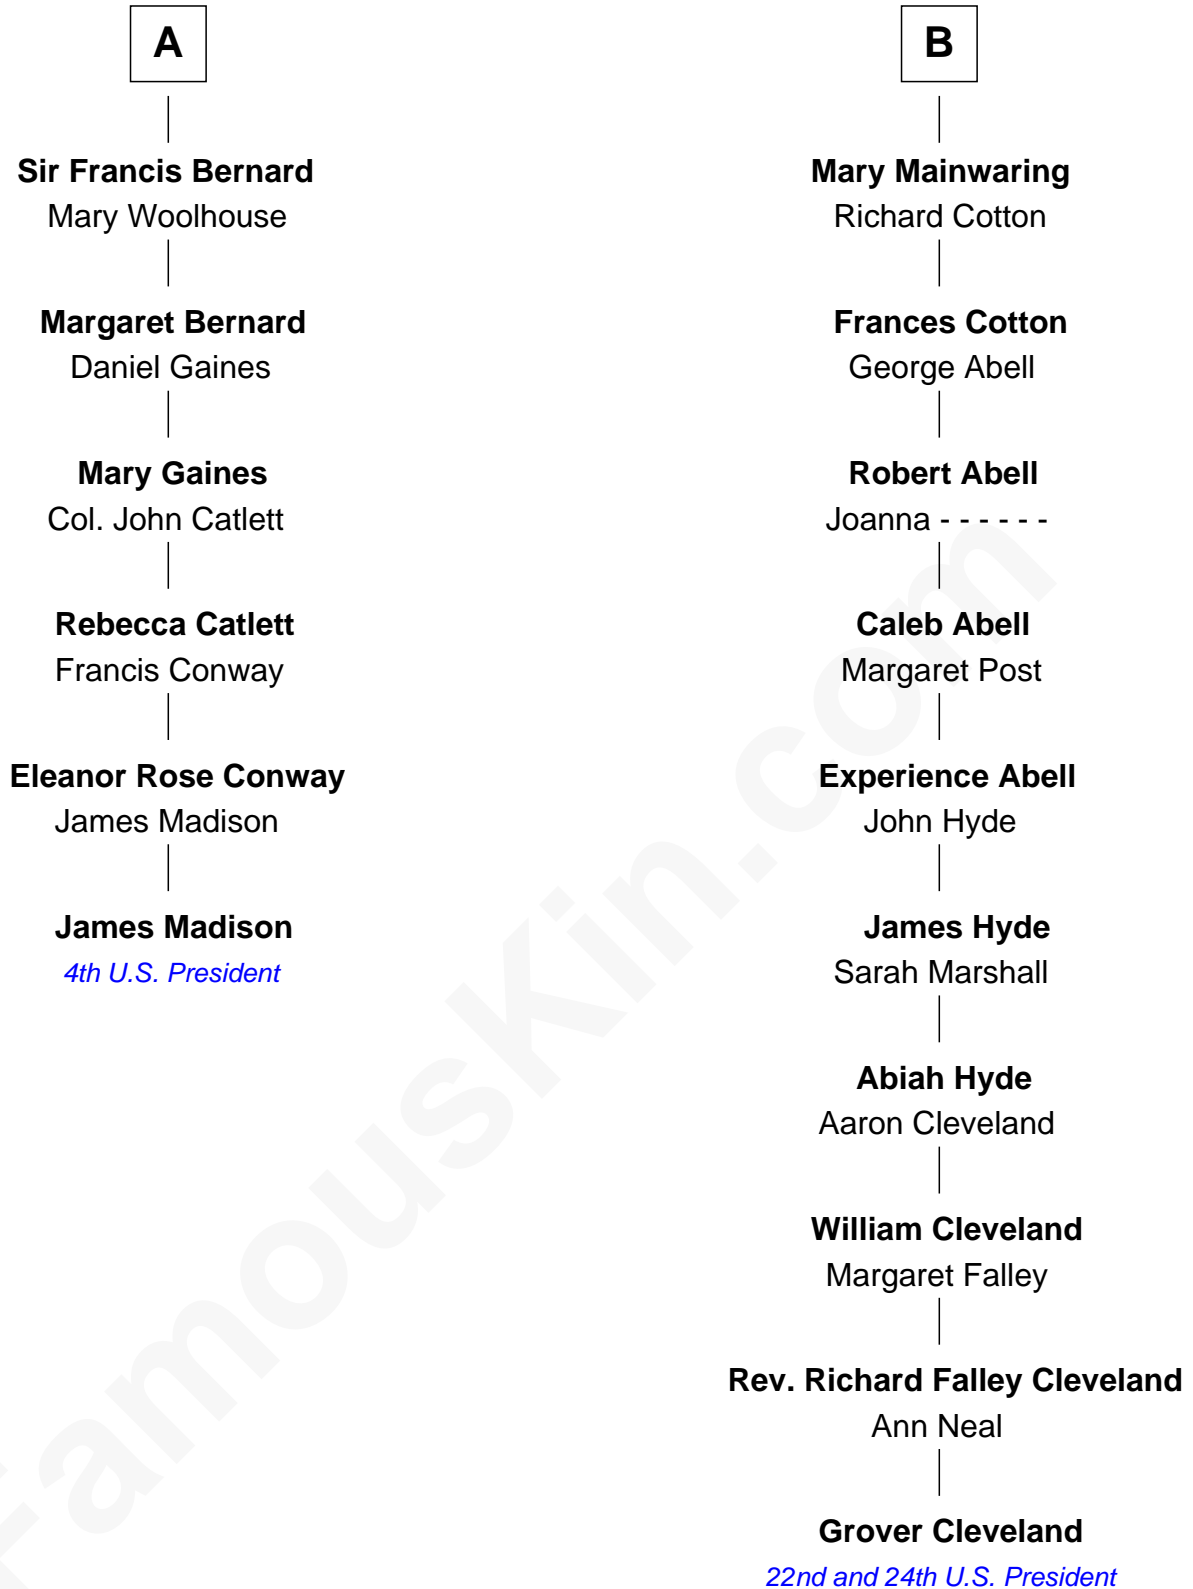 A
Sir Francis Bernard
Mary Woolhouse
Margaret Bernard
Daniel Gaines
Mary Gaines
Col. John Catlett
Rebecca Catlett
Francis Conway
Eleanor Rose Conway
James Madison
James Madison
4th U.S. President
B
Mary Mainwaring
Richard Cotton
Frances Cotton
George Abell
Robert Abell
Joanna - - - - - -
Caleb Abell
Margaret Post
Experience Abell
John Hyde
James Hyde
Sarah Marshall
Abiah Hyde
Aaron Cleveland
William Cleveland
Margaret Falley
Rev. Richard Falley Cleveland
Ann Neal
Grover Cleveland
22nd and 24th U.S. President
FamousKin.com